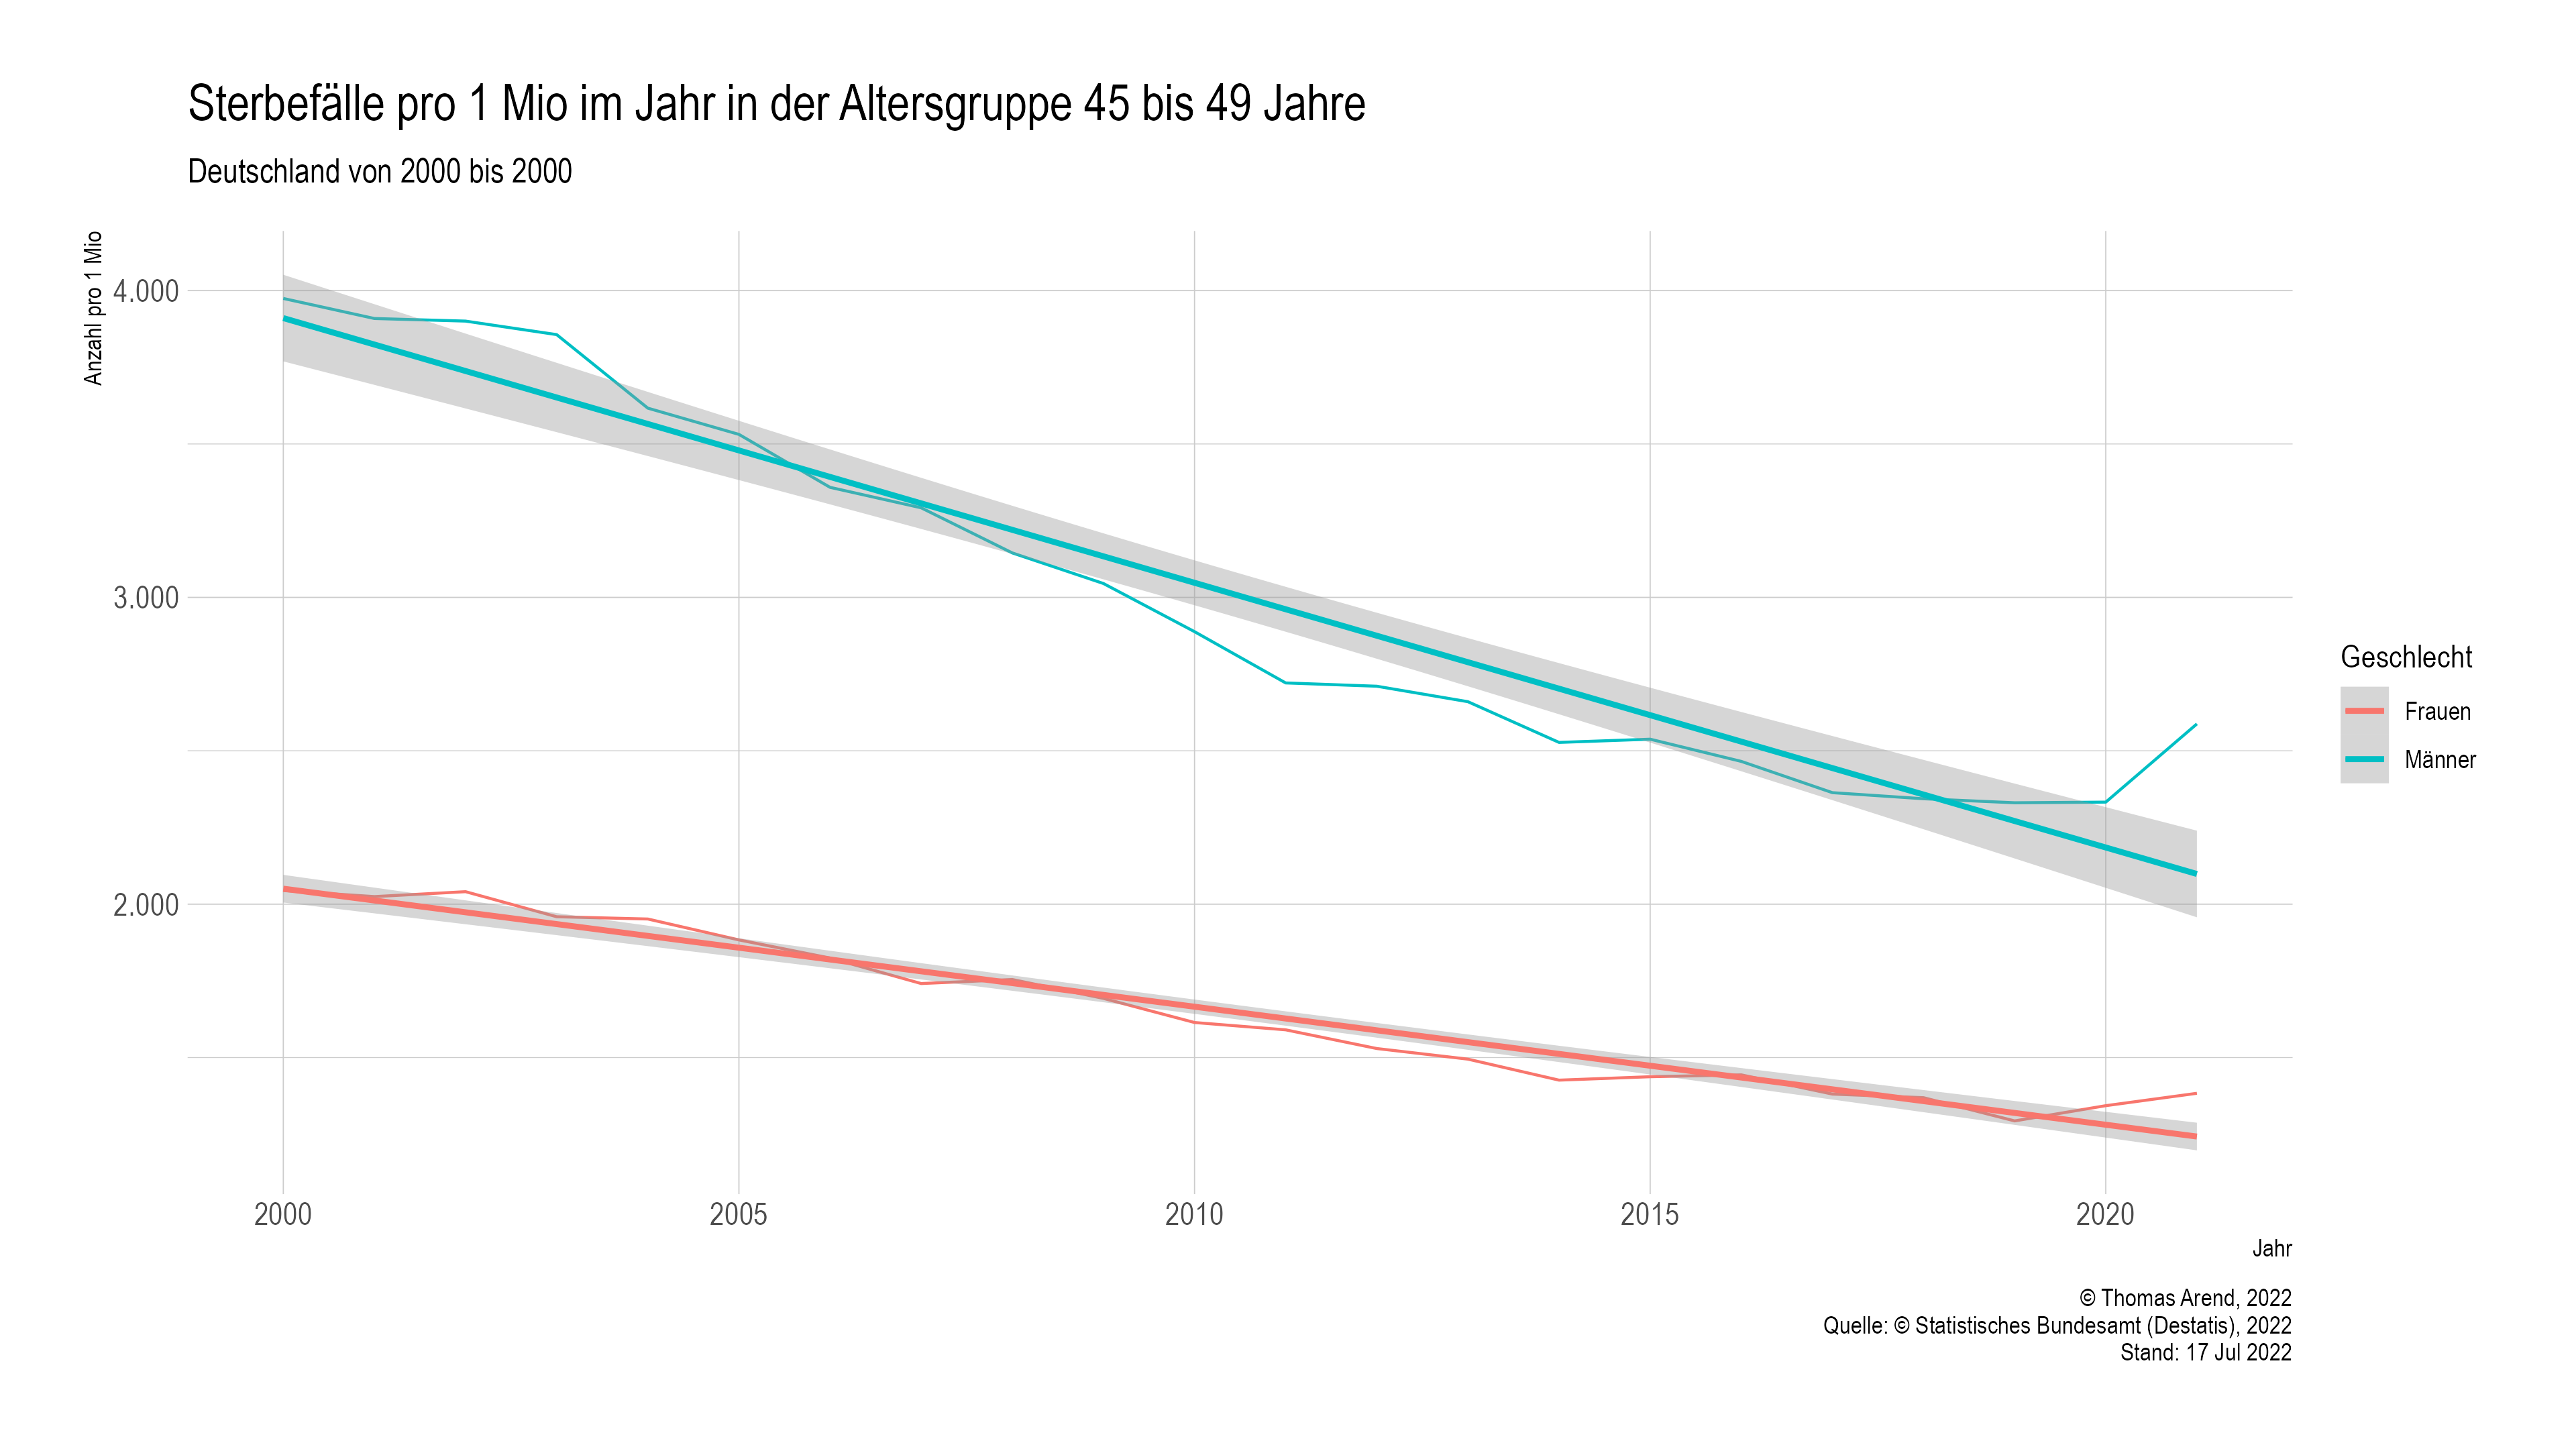 Sterbefälle pro 1 Mio im Jahr in der Altersgruppe 45 bis 49 Jahre
Deutschland von 2000 bis 2000
Anzahl pro 1 Mio
4.000
3.000
2.000
Geschlecht
Frauen
Männer
2000
2005
2010
2015
2020
Jahr
© Thomas Arend, 2022
Quelle: © Statistisches Bundesamt (Destatis), 2022
Stand: 17 Jul 2022